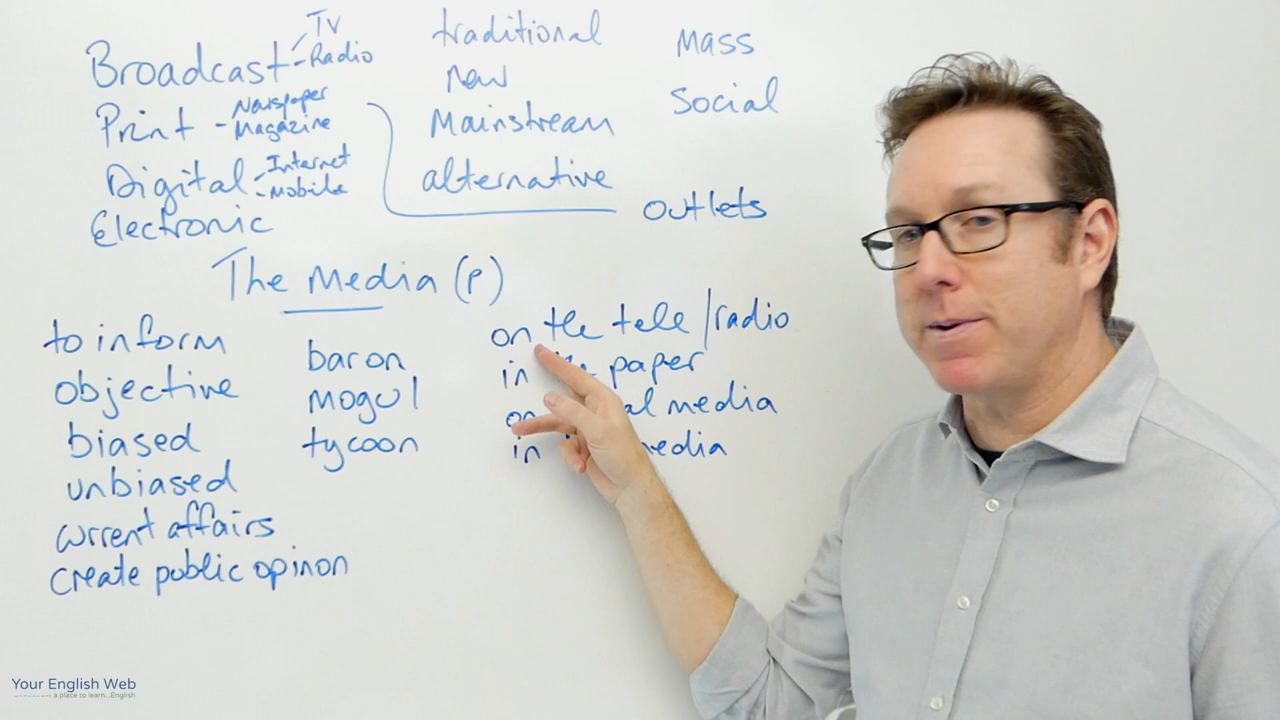 Broadcast - TV
- Radio
Print - Newspaper
- Magazine
Digital - Internet
- Mobile
Electronic
traditional
new
Mainstream
alternative
mass
social
outlets
The Media (P)
to inform
objective
biased
unbiased
current affairs
create public opinon
baron
mogul
tycoon
on the tele/radio
in paper
on al media
in media
Your English Web
a place to learn...English